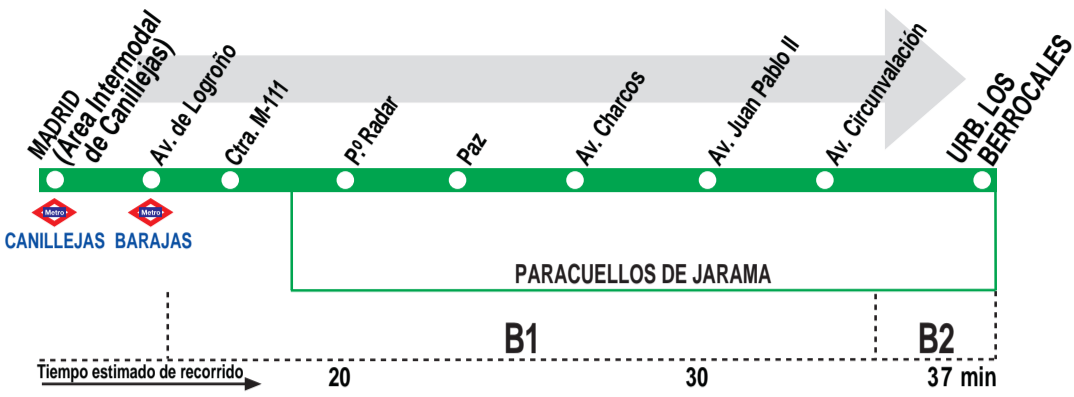 MADRID
(Área Intermodal
de Canillejas)
Av. de Logroño
Ctra. M-111
P.º Radar
Paz
Av. Charcos
Av. Juan Pablo II
Av. Circunvalación
URB. LOS
BERROCALES
Metro
Metro
CANILLEJAS BARAJAS
PARACUELLOS DE JARAMA
B1 B2
Tiempo estimado de recorrido
20 30 37 min